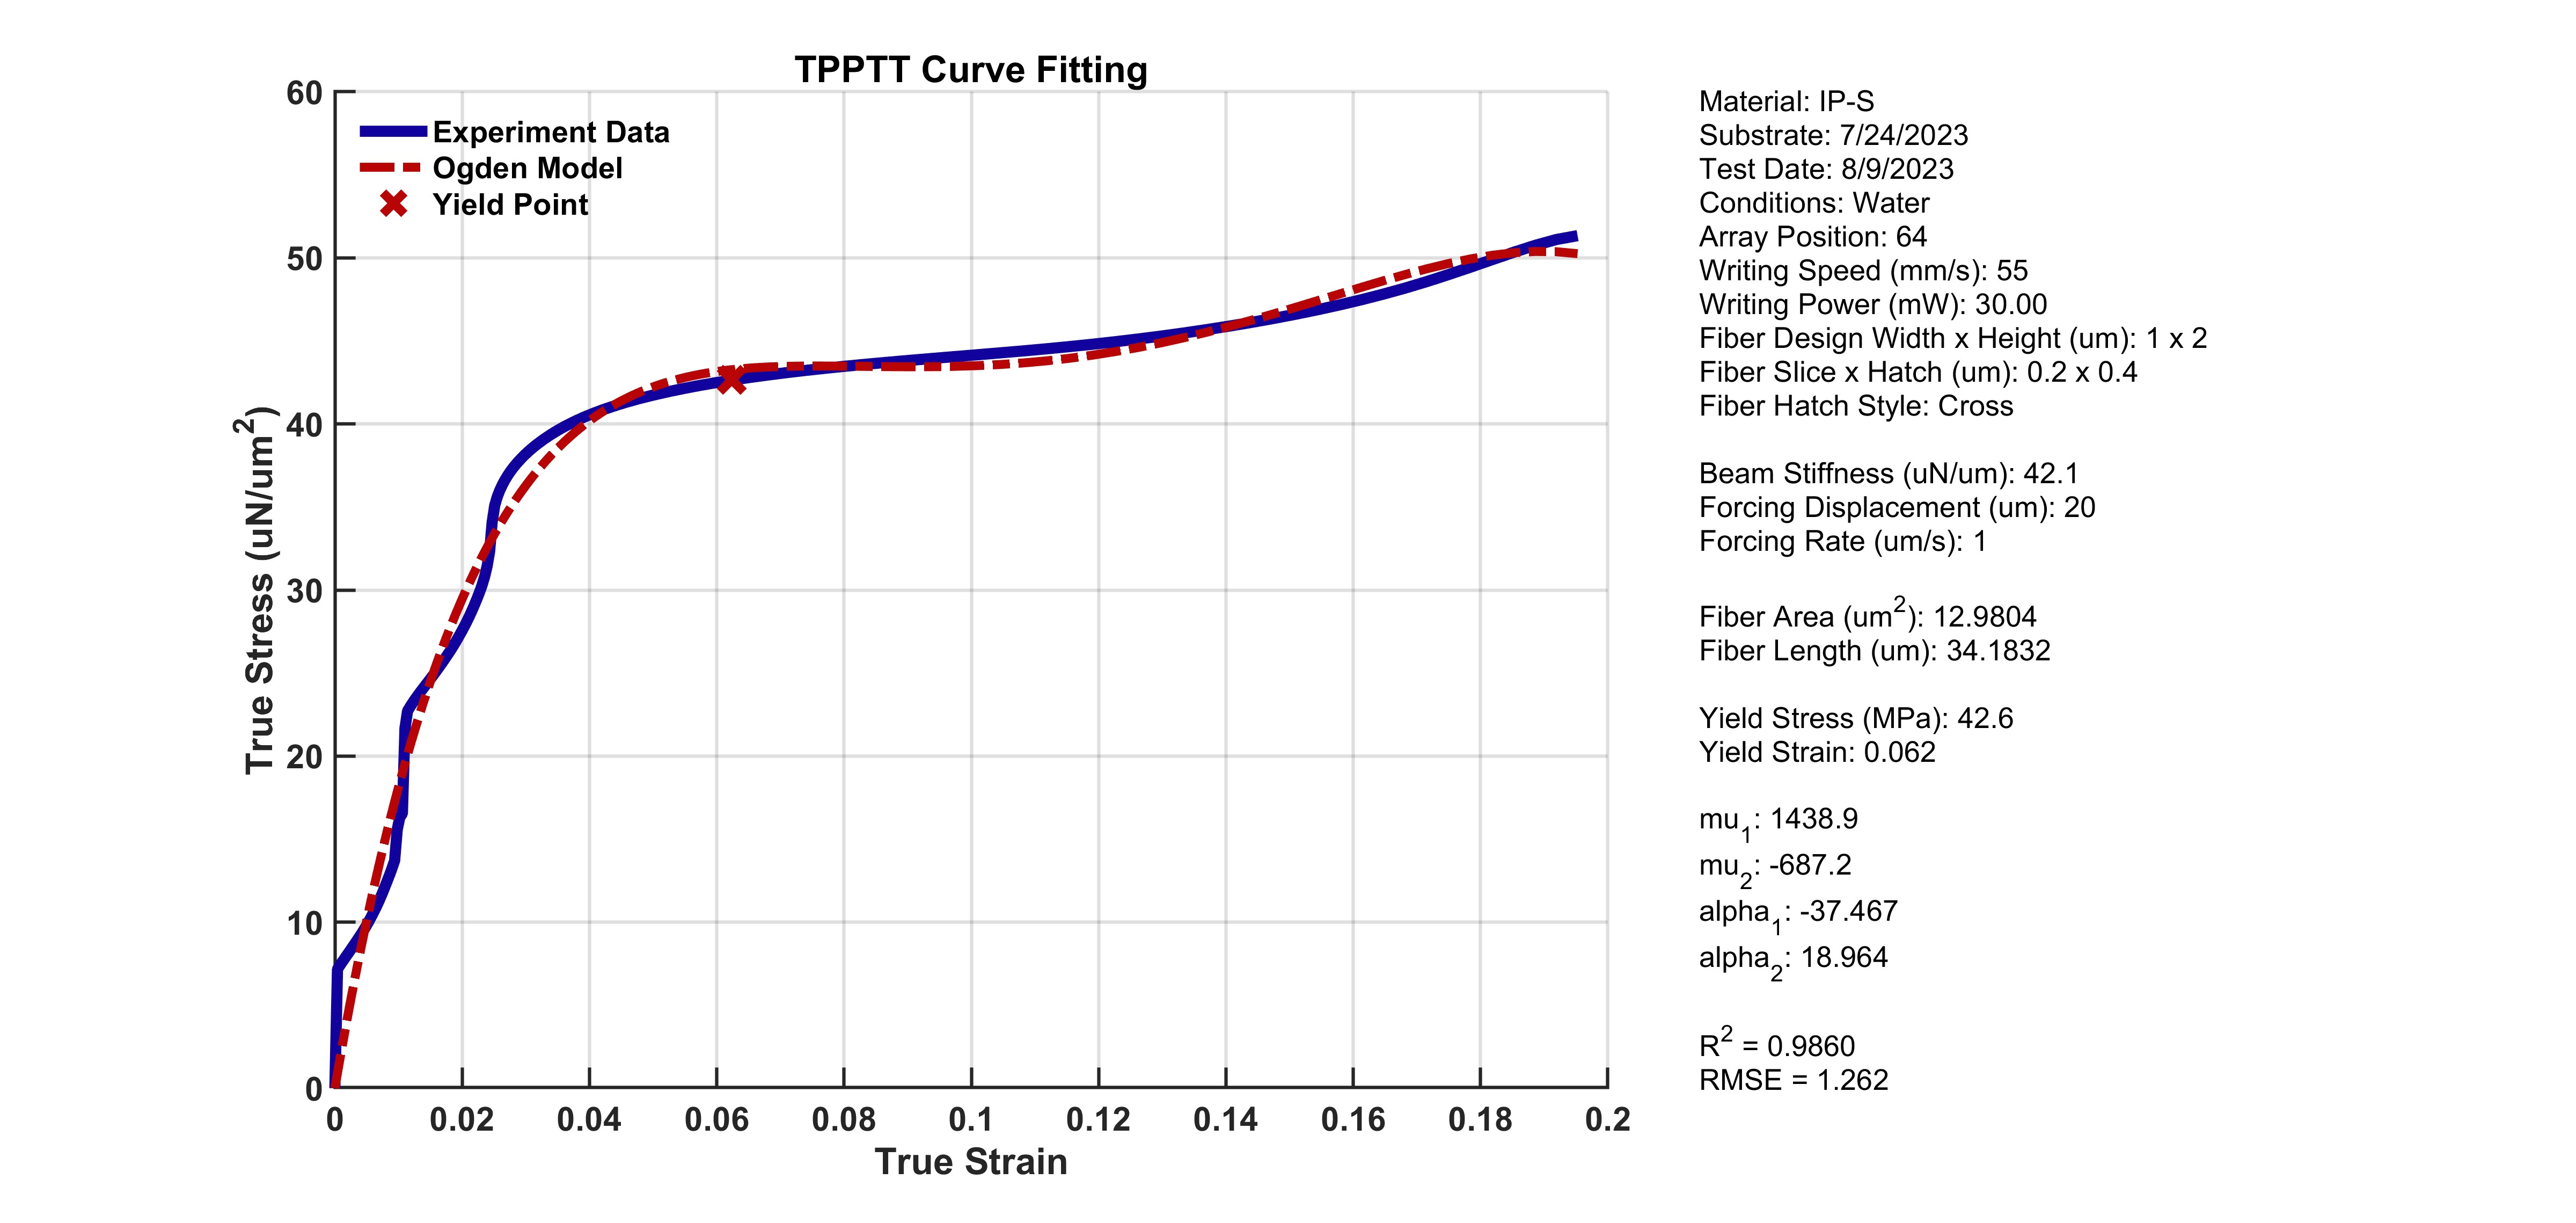 TPPTT Curve Fitting
60
50
40
30
20
10
0
True Stress (uN/um²)
Experiment Data
Ogden Model
Yield Point
0 0.02 0.04 0.06 0.08 0.1 0.12 0.14 0.16 0.18 0.2
True Strain
Material: IP-S
Substrate: 7/24/2023
Test Date: 8/9/2023
Conditions: Water
Array Position: 64
Writing Speed (mm/s): 55
Writing Power (mW): 30.00
Fiber Design Width x Height (um): 1 x 2
Fiber Slice x Hatch (um): 0.2 x 0.4
Fiber Hatch Style: Cross
Beam Stiffness (uN/um): 42.1
Forcing Displacement (um): 20
Forcing Rate (um/s): 1
Fiber Area (um²): 12.9804
Fiber Length (um): 34.1832
Yield Stress (MPa): 42.6
Yield Strain: 0.062
mu₁: 1438.9
mu₂: -687.2
alpha₁: -37.467
alpha₂: 18.964
R² = 0.9860
RMSE = 1.262